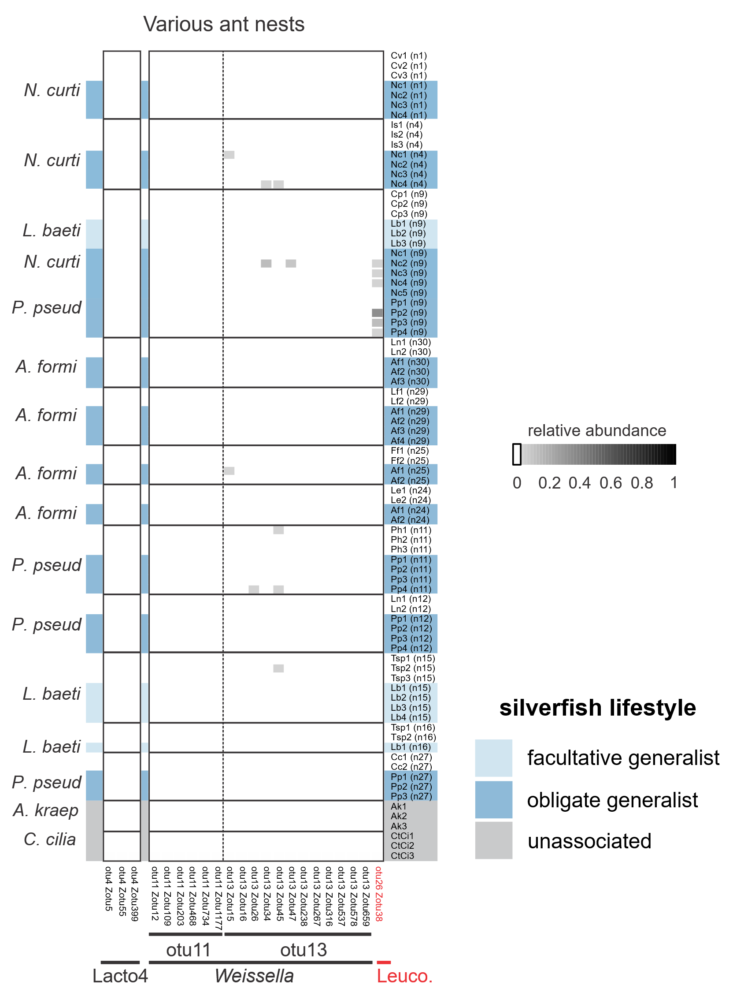 Various ant nests
N. curti
N. curti
L. baeti
N. curti
P. pseud
A. formi
A. formi
A. formi
A. formi
P. pseud
P. pseud
L. baeti
L. baeti
P. pseud
A. kraep
C. cilia
Cv1 (n1)
Cv2 (n1)
Cv3 (n1)
Nc1 (n1)
Nc2 (n1)
Nc3 (n1)
Nc4 (n1)
Is1 (n4)
Is2 (n4)
Is3 (n4)
Nc1 (n4)
Nc2 (n4)
Nc3 (n4)
Nc4 (n4)
Cp1 (n9)
Cp2 (n9)
Cp3 (n9)
Lb1 (n9)
Lb2 (n9)
Lb3 (n9)
Nc1 (n9)
Nc2 (n9)
Nc3 (n9)
Nc4 (n9)
Nc5 (n9)
Pp1 (n9)
Pp2 (n9)
Pp3 (n9)
Pp4 (n9)
Ln1 (n30)
Ln2 (n30)
Af1 (n30)
Af2 (n30)
Af3 (n30)
Lf1 (n29)
Lf2 (n29)
Af1 (n29)
Af2 (n29)
Af3 (n29)
Af4 (n29)
Ff1 (n25)
Ff2 (n25)
Af1 (n25)
Af2 (n25)
Le1 (n24)
Le2 (n24)
Af1 (n24)
Af2 (n24)
Ph1 (n11)
Ph2 (n11)
Ph3 (n11)
Pp1 (n11)
Pp2 (n11)
Pp3 (n11)
Pp4 (n11)
Ln1 (n12)
Ln2 (n12)
Pp1 (n12)
Pp2 (n12)
Pp3 (n12)
Pp4 (n12)
Tsp1 (n15)
Tsp2 (n15)
Tsp3 (n15)
Lb1 (n15)
Lb2 (n15)
Lb3 (n15)
Lb4 (n15)
Tsp1 (n16)
Tsp2 (n16)
Lb1 (n16)
Cc1 (n27)
Cc2 (n27)
Pp1 (n27)
Pp2 (n27)
Pp3 (n27)
Ak1
Ak2
Ak3
CtCi1
CtCi2
CtCi3
relative abundance
0 0.2 0.4 0.6 0.8 1
silverfish lifestyle
facultative generalist
obligate generalist
unassociated
otu4 Zotu5
otu4 Zotu55
otu4 Zotu399
otu11 Zotu12
otu11 Zotu109
otu11 Zotu203
otu11 Zotu468
otu11 Zotu734
otu11 Zotu1177
otu13 Zotu15
otu13 Zotu16
otu13 Zotu26
otu13 Zotu34
otu13 Zotu45
otu13 Zotu47
otu13 Zotu238
otu13 Zotu267
otu13 Zotu316
otu13 Zotu537
otu13 Zotu578
otu13 Zotu659
otu26 Zotu38
otu11 otu13
Lacto4 Weissella Leuco.